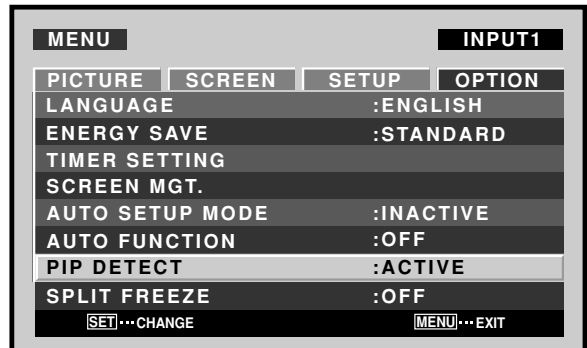 MENU INPUT1
PICTURE SCREEN SETUP OPTION
LANGUAGE :ENGLISH
ENERGY SAVE :STANDARD
TIMER SETTING
SCREEN MGT.
AUTO SETUP MODE :INACTIVE
AUTO FUNCTION :OFF
PIP DETECT :ACTIVE
SPLIT FREEZE :OFF
SET···CHANGE MENU···EXIT